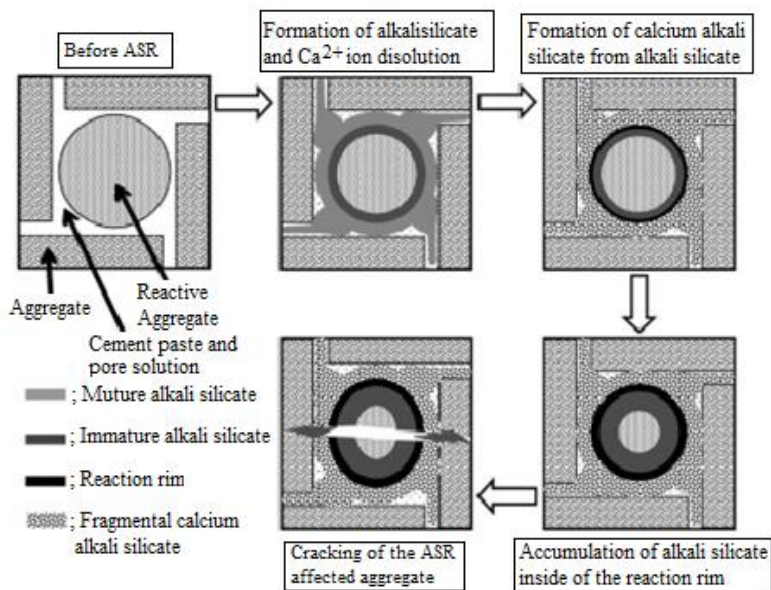 Before ASR
Formation of alkalisilicate
and Ca2+ ion disolution
Fomation of calcium alkali
silicate from alkali silicate
Aggregate
Reactive
Aggregate
Cement paste and
pore solution
; Muture alkali silicate
; Immature alkali silicate
; Reaction rim
; Fragmental calcium
alkali silicate
Cracking of the ASR
affected aggregate
Accumulation of alkali silicate
inside of the reaction rim